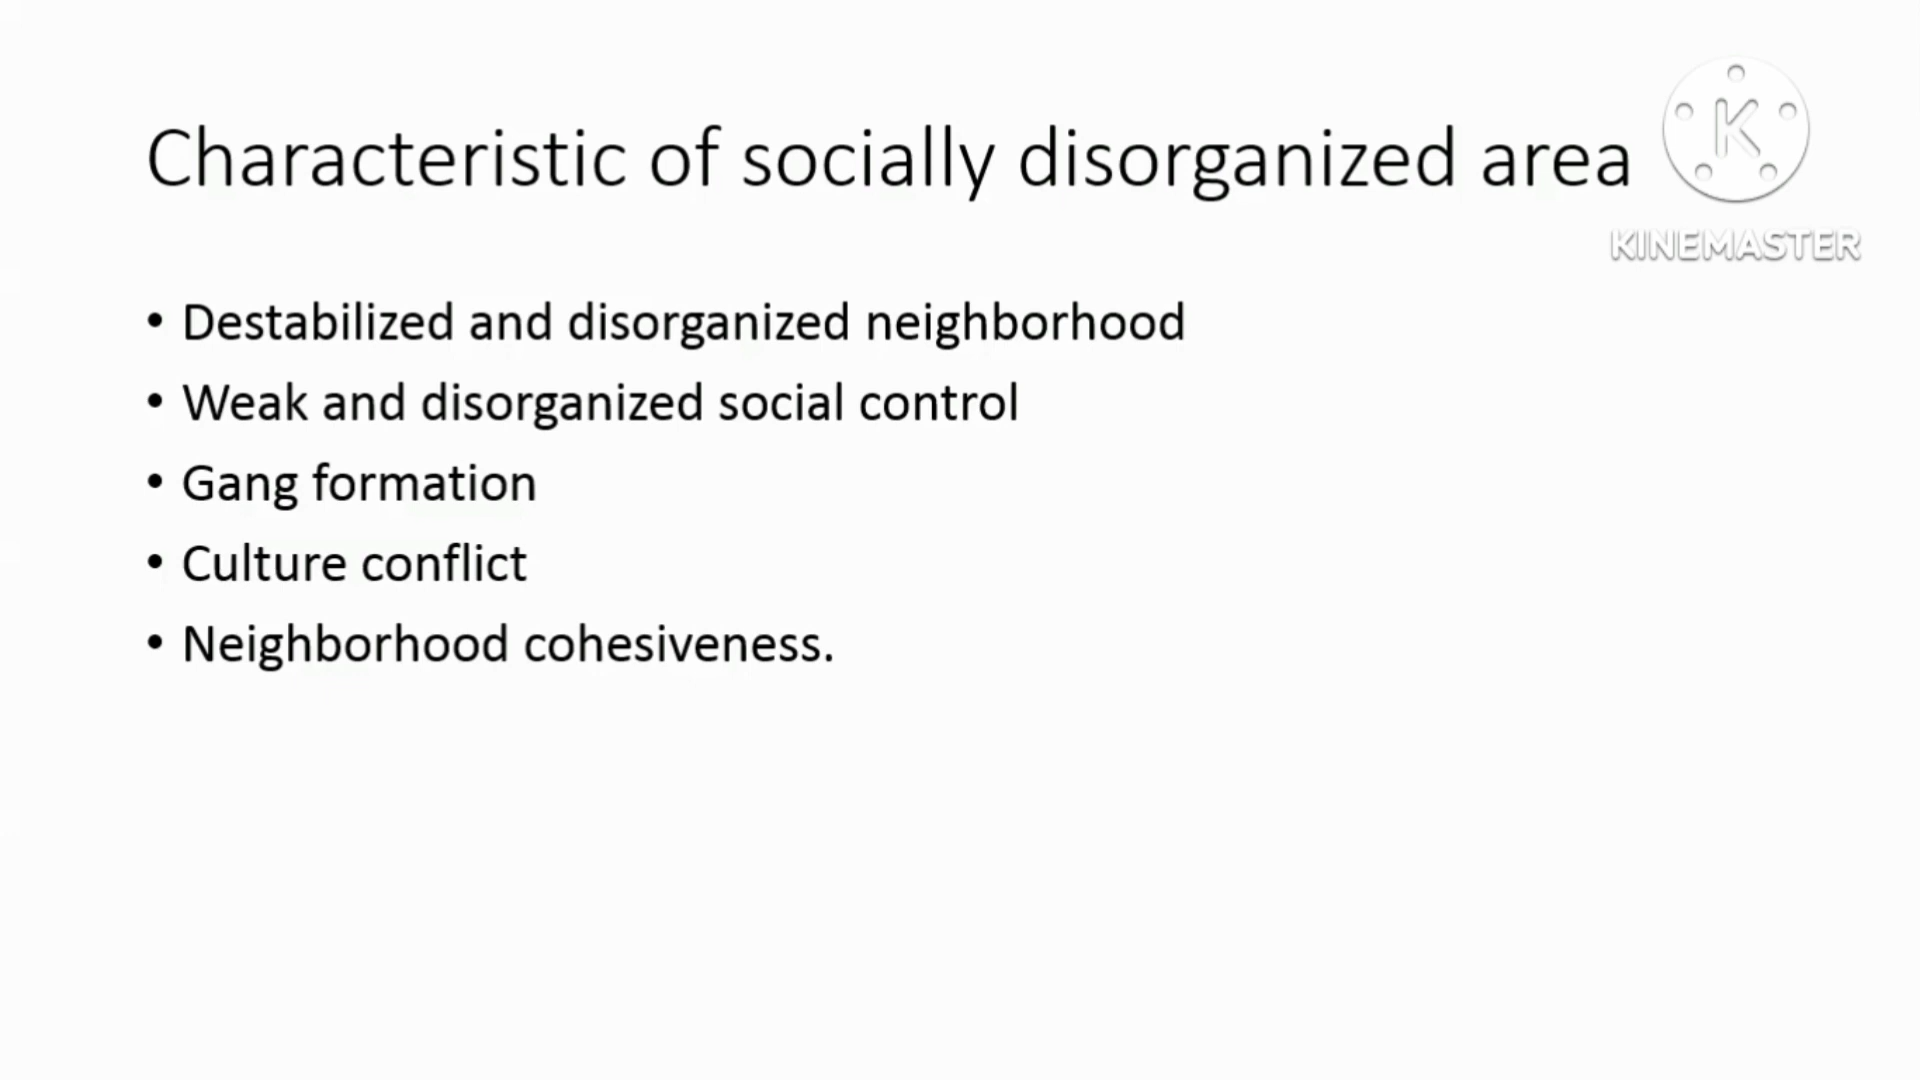 Characteristic of socially disorganized area
K
KINEMASTER
• Destabilized and disorganized neighborhood
• Weak and disorganized social control
• Gang formation
• Culture conflict
• Neighborhood cohesiveness.